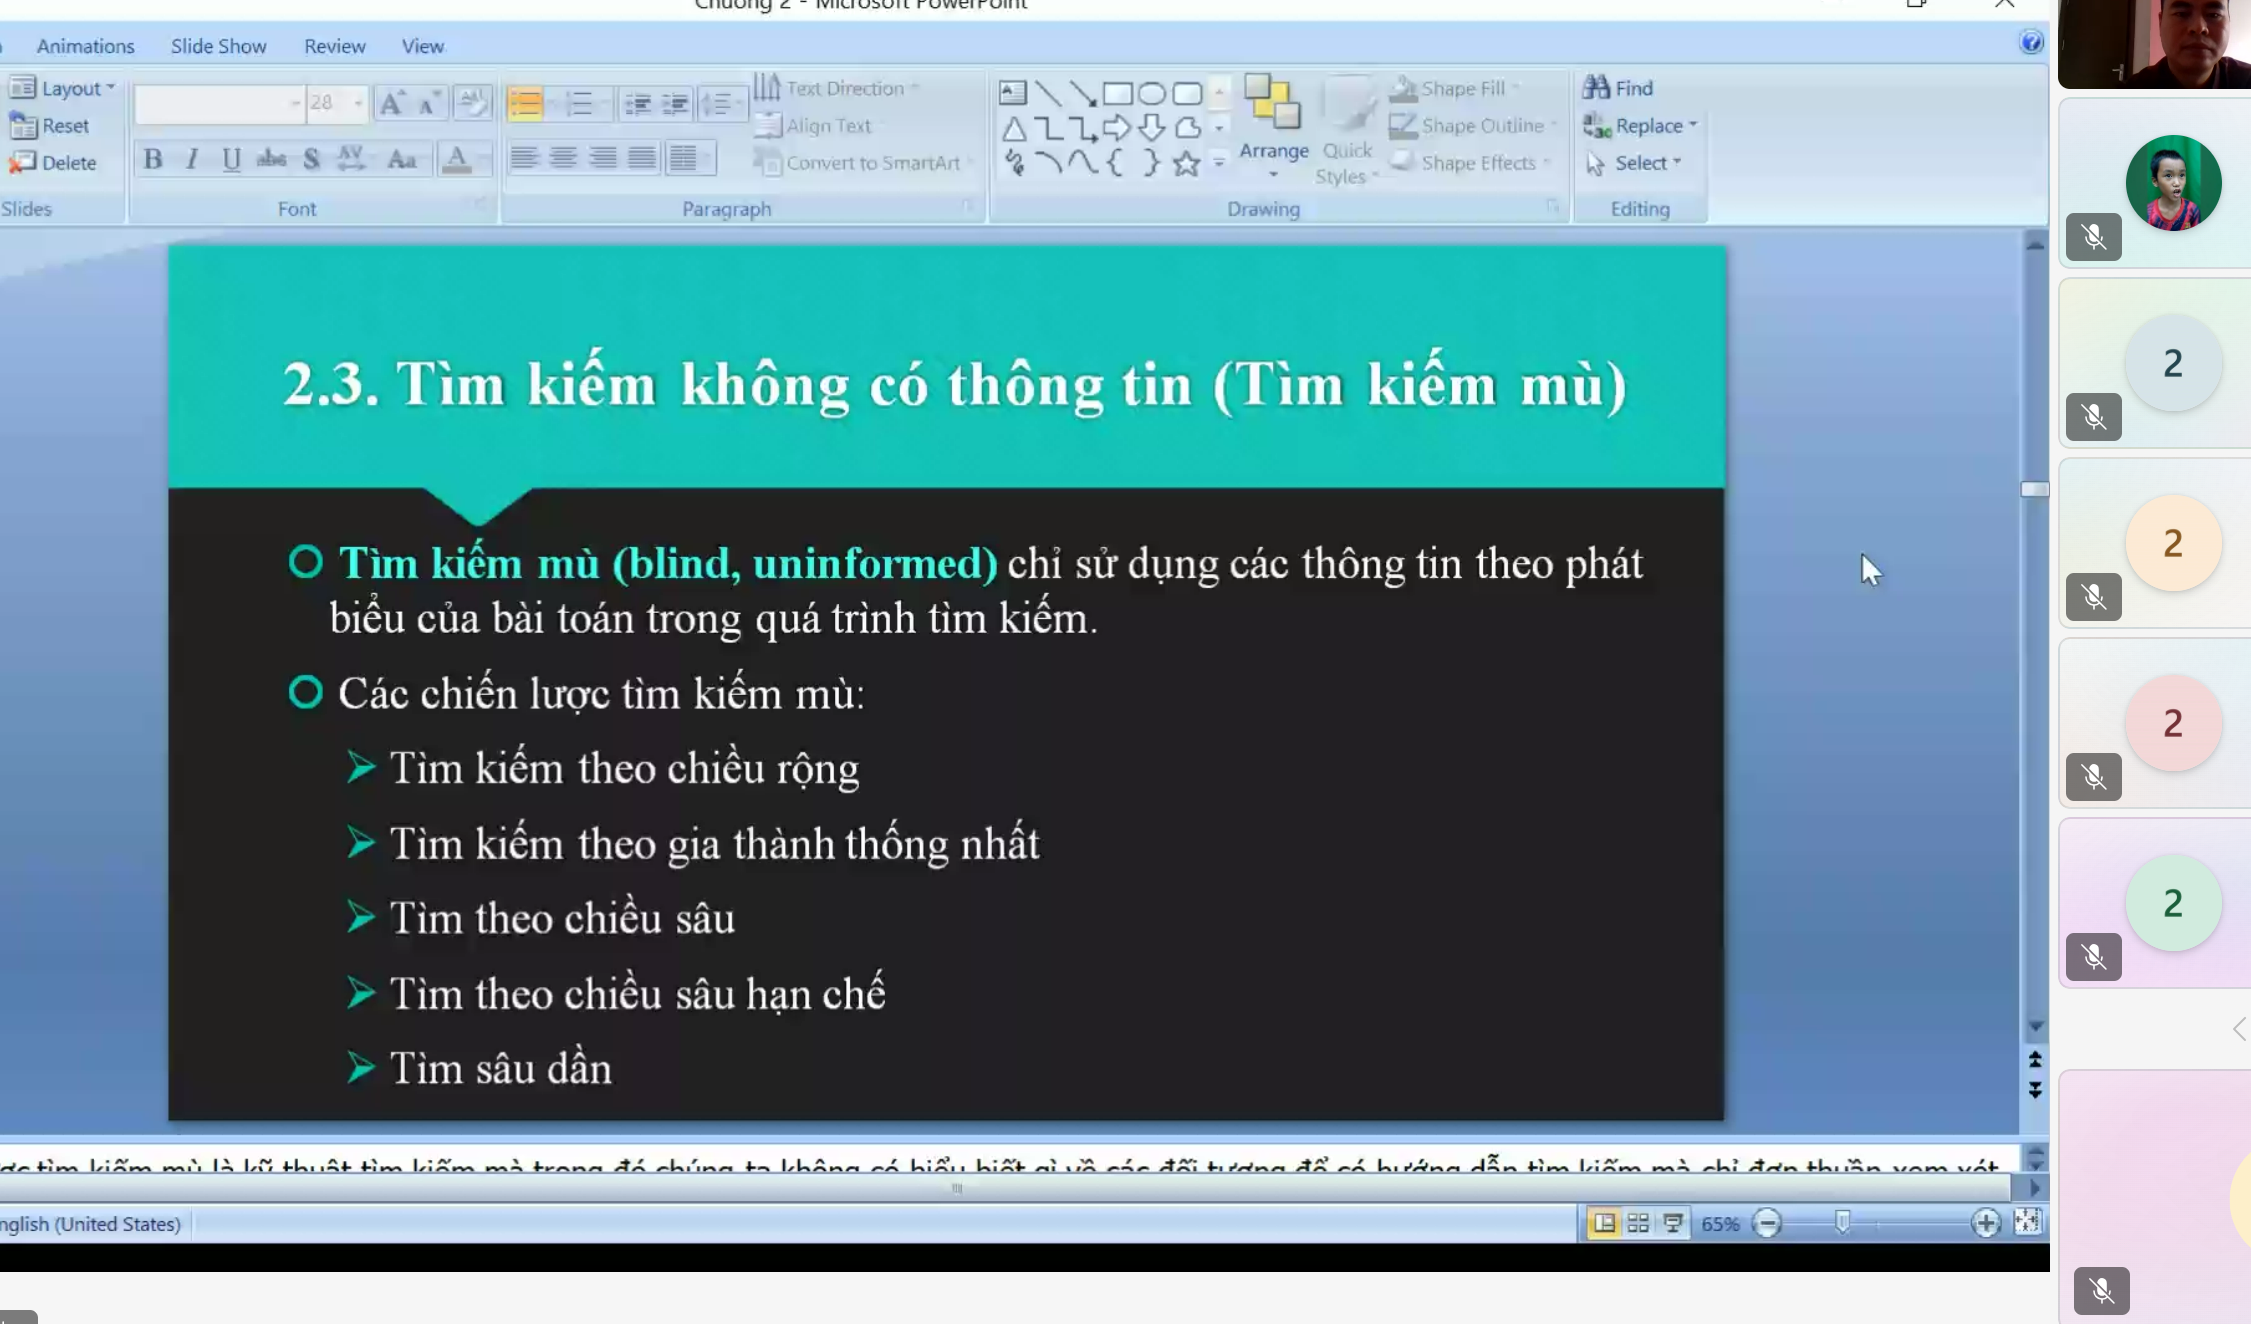 Chuong 2 - Microsoft PowerPoint
Animations Slide Show Review View
Layout
Reset
Delete
Slides
28
B I U abc S AV Aa A
Font
Paragraph
Text Direction
Align Text
Convert to SmartArt
Arrange
Quick
Styles
Shape Fill
Shape Outline
Shape Effects
Drawing
Find
Replace
Select
Editing
2.3. Tìm kiếm không có thông tin (Tìm kiếm mù)
Tìm kiếm mù (blind, uninformed) chỉ sử dụng các thông tin theo phát
biểu của bài toán trong quá trình tìm kiếm.
Các chiến lược tìm kiếm mù:
Tìm kiếm theo chiều rộng
Tìm kiếm theo gia thành thống nhất
Tìm theo chiều sâu
Tìm theo chiều sâu hạn chế
Tìm sâu dần
tìm kiếm mù là kỹ thuật tìm kiếm mà trong đó chúng ta không có hiểu biết gì về các đối tượng để có hướng dẫn tìm kiếm mà chỉ đơn thuần xem xét
nglish (United States)
65%
2
2
2
2